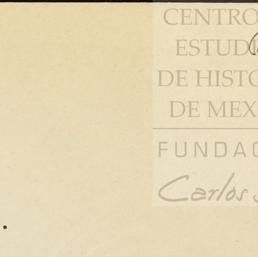 CENTRO
ESTUD
DE HISTO
DE MEX
FUNDAC
Carlos